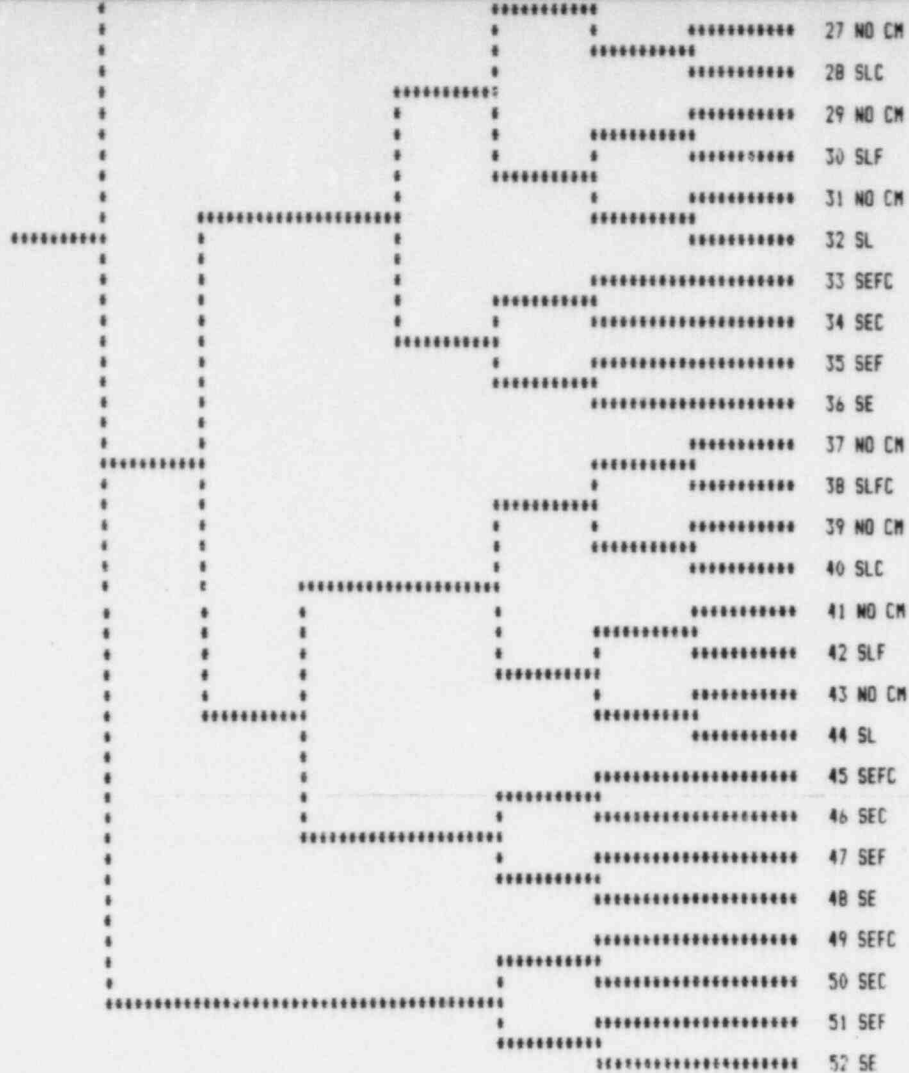 27 NO CM
28 SLC
29 NO CM
30 SLF
31 NO CM
32 SL
33 SEFC
34 SEC
35 SEF
36 SE
37 NO CM
38 SLFC
39 NO CM
40 SLC
41 NO CM
42 SLF
43 NO CM
44 SL
45 SEFC
46 SEC
47 SEF
48 SE
49 SEFC
50 SEC
51 SEF
52 SE